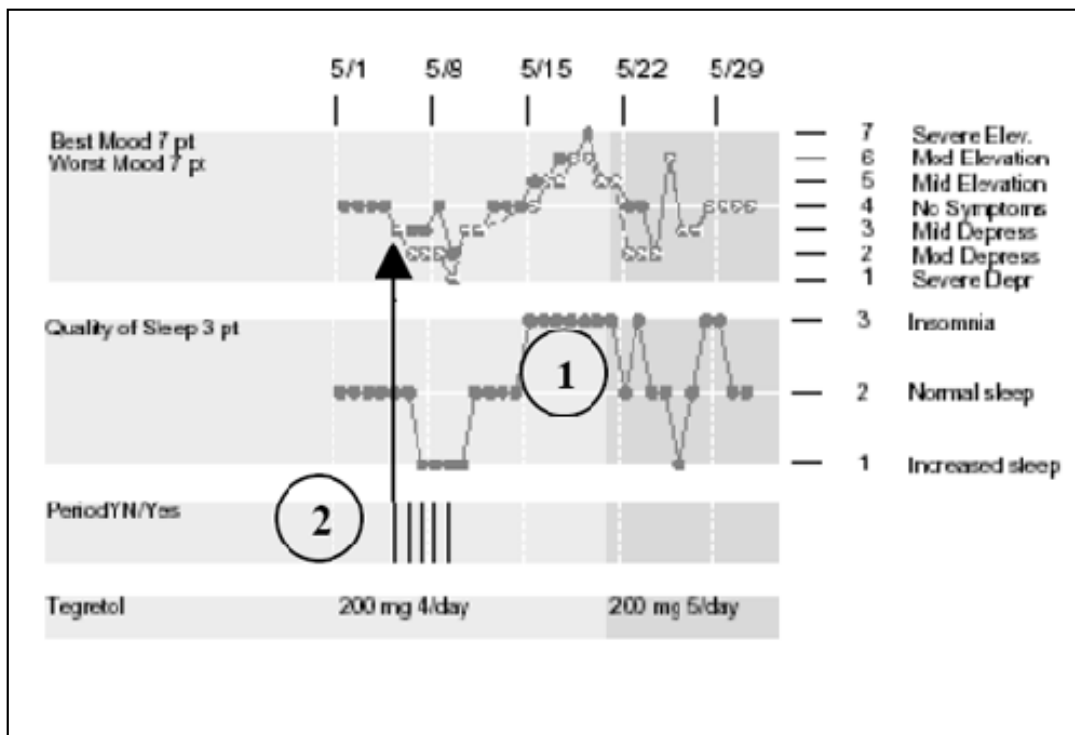 5/1 5/8 5/15 5/22 5/29
Best Mood 7 pt
Worst Mood 7 pt
7 Severe Elev.
6 Mod Elevation
5 Mild Elevation
4 No Symptoms
3 Mild Depress
2 Mod Depress
1 Severe Depr
Quality of Sleep 3 pt
3 Insomnia
1
2 Normal sleep
1 Increased sleep
PeriodYN/Yes
2
Tegretol 200 mg 4/day 200 mg 5/day